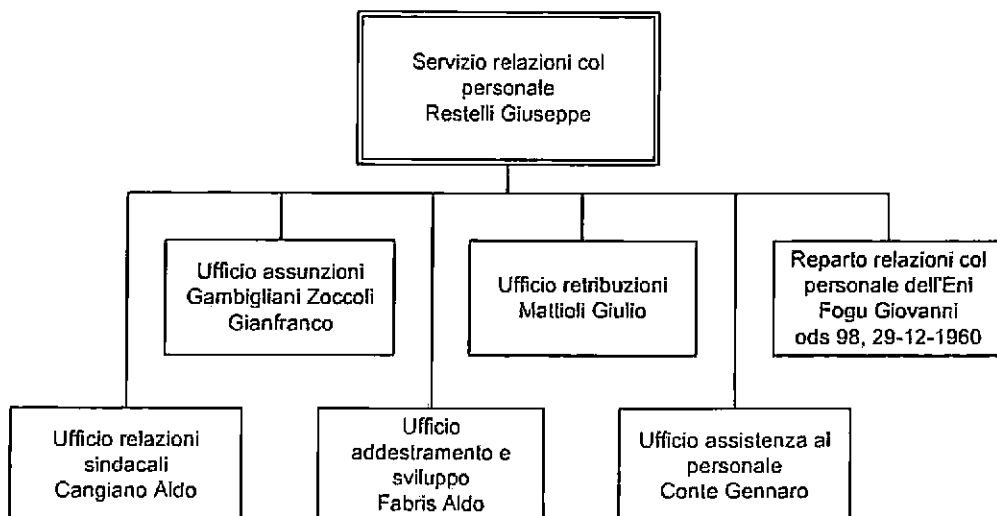 Servizio relazioni col
personale
Restelli Giuseppe
Ufficio assunzioni
Gambigliani Zoccoli
Gianfranco
Ufficio retribuzioni
Mattioli Giulio
Reparto relazioni col
personale dell'Eni
Fogu Giovanni
ods 98, 29-12-1960
Ufficio relazioni
sindacali
Cangiano Aldo
Ufficio
addestramento e
sviluppo
Fabris Aldo
Ufficio assistenza al
personale
Conte Gennaro